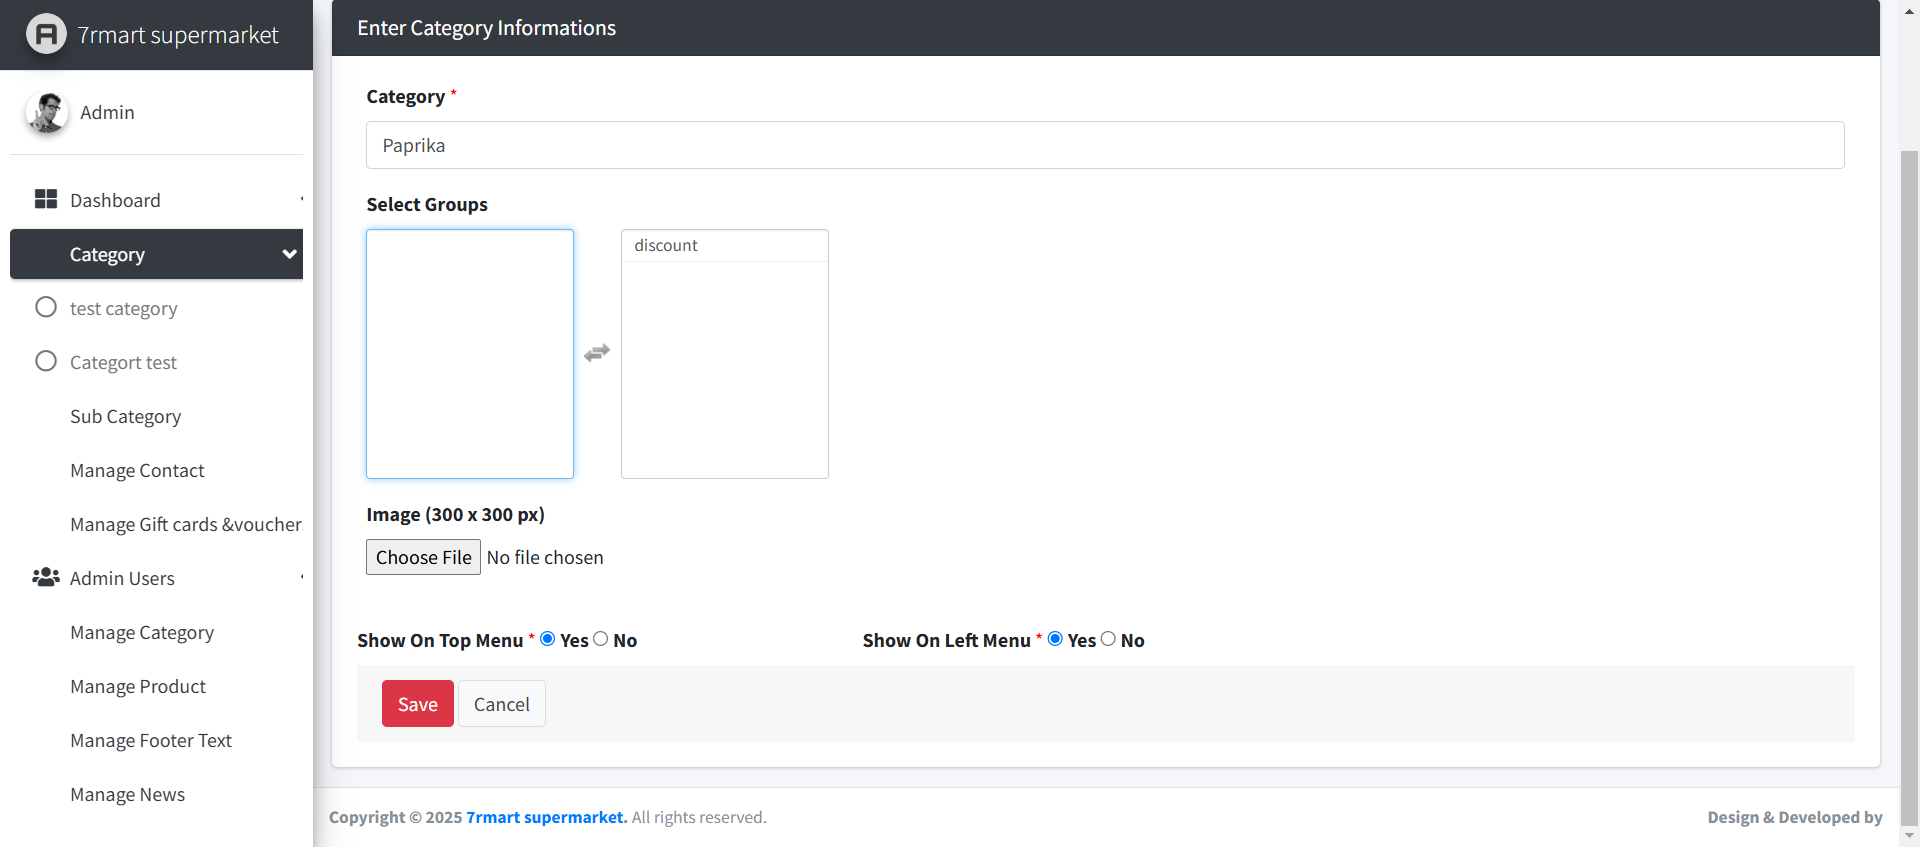 7rmart supermarket
Admin
Dashboard
Category
test category
Categort test
Sub Category
Manage Contact
Manage Gift cards &voucher
Admin Users
Manage Category
Manage Product
Manage Footer Text
Manage News
Enter Category Informations
Category *
Paprika
Select Groups
discount
Image (300 x 300 px)
Choose File No file chosen
Show On Top Menu * Yes No Show On Left Menu * Yes No
Save Cancel
Copyright © 2025 7rmart supermarket. All rights reserved. Design & Developed by